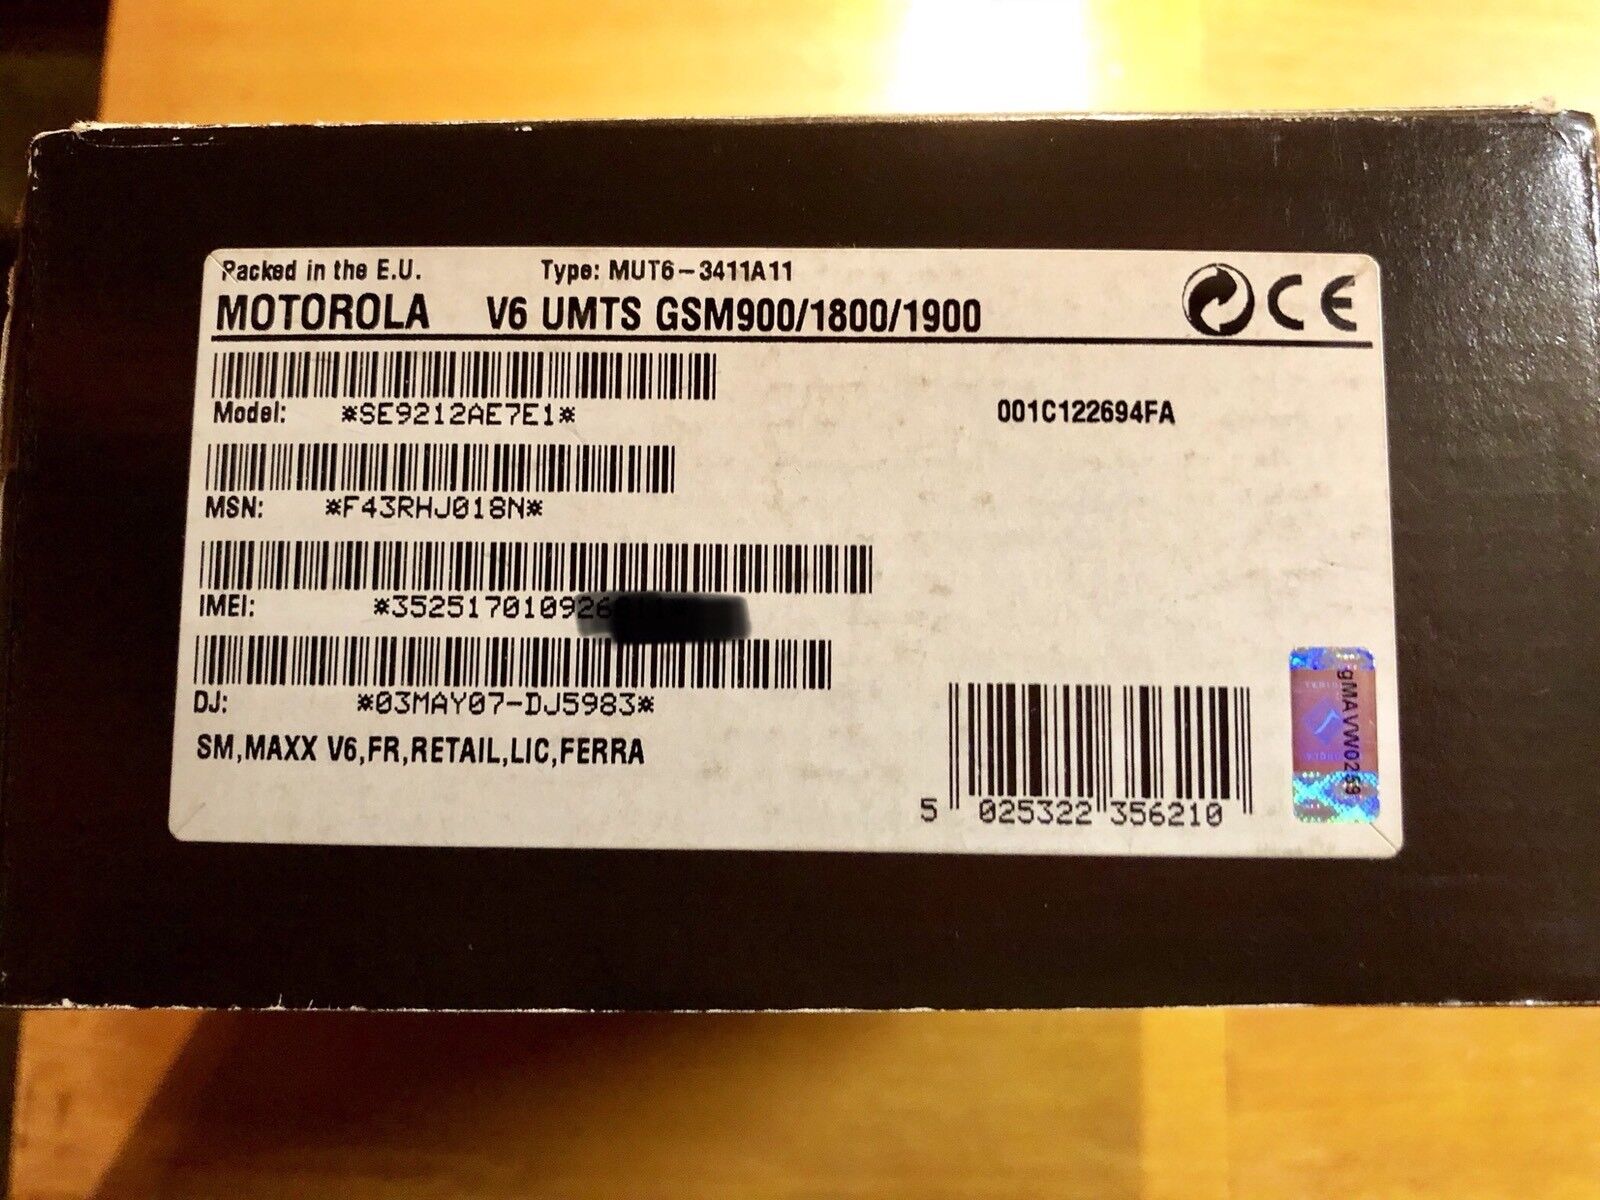 Packed in the E.U. Type: MUT6-3411A11
MOTOROLA V6 UMTS GSM900/1800/1900
CE
Model: *SE9212AE7E1* 001C122694FA
MSN: *F43RHJ018N*
IMEI: *35251701092
DJ: *03MAY07-DJ5983*
SM,MAXX V6,FR,RETAIL,LIC,FERRA
5 025322 356210
gMAVW0259